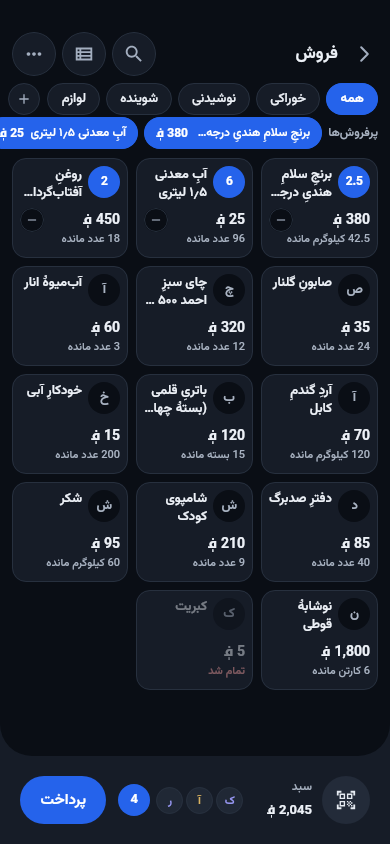 فروش
همه
خوراکی
نوشیدنی
شوینده
لوازم
پرفروش‌ها
برنجِ سلامِ هندیِ درجه… 380 ؋
آبِ معدنی ۱٫۵ لیتری 25 ؋
2.5
برنجِ سلامِ هندیِ درج…
380 ؋
42.5 کیلوگرم مانده
6
آبِ معدنی ۱٫۵ لیتری
25 ؋
96 عدد مانده
2
روغنِ آفتاب‌گردا…
450 ؋
18 عدد مانده
ص
صابونِ گلنار
35 ؋
24 عدد مانده
چ
چای سبزِ احمد ۵۰۰ …
320 ؋
12 عدد مانده
آ
آب‌میوهٔ انار
60 ؋
3 عدد مانده
آ
آردِ گندمِ کابل
70 ؋
120 کیلوگرم مانده
ب
باتریِ قلمی (بستهٔ چها…
120 ؋
15 بسته مانده
خ
خودکارِ آبی
15 ؋
200 عدد مانده
د
دفترِ صدبرگ
85 ؋
40 عدد مانده
ش
شامپوی کودک
210 ؋
9 عدد مانده
ش
شکر
95 ؋
60 کیلوگرم مانده
ن
نوشابهٔ قوطی
1,800 ؋
6 کارتن مانده
ک
کبریت
5 ؋
تمام شد
سبد
2,045 ؋
ک
آ
ر
4
پرداخت